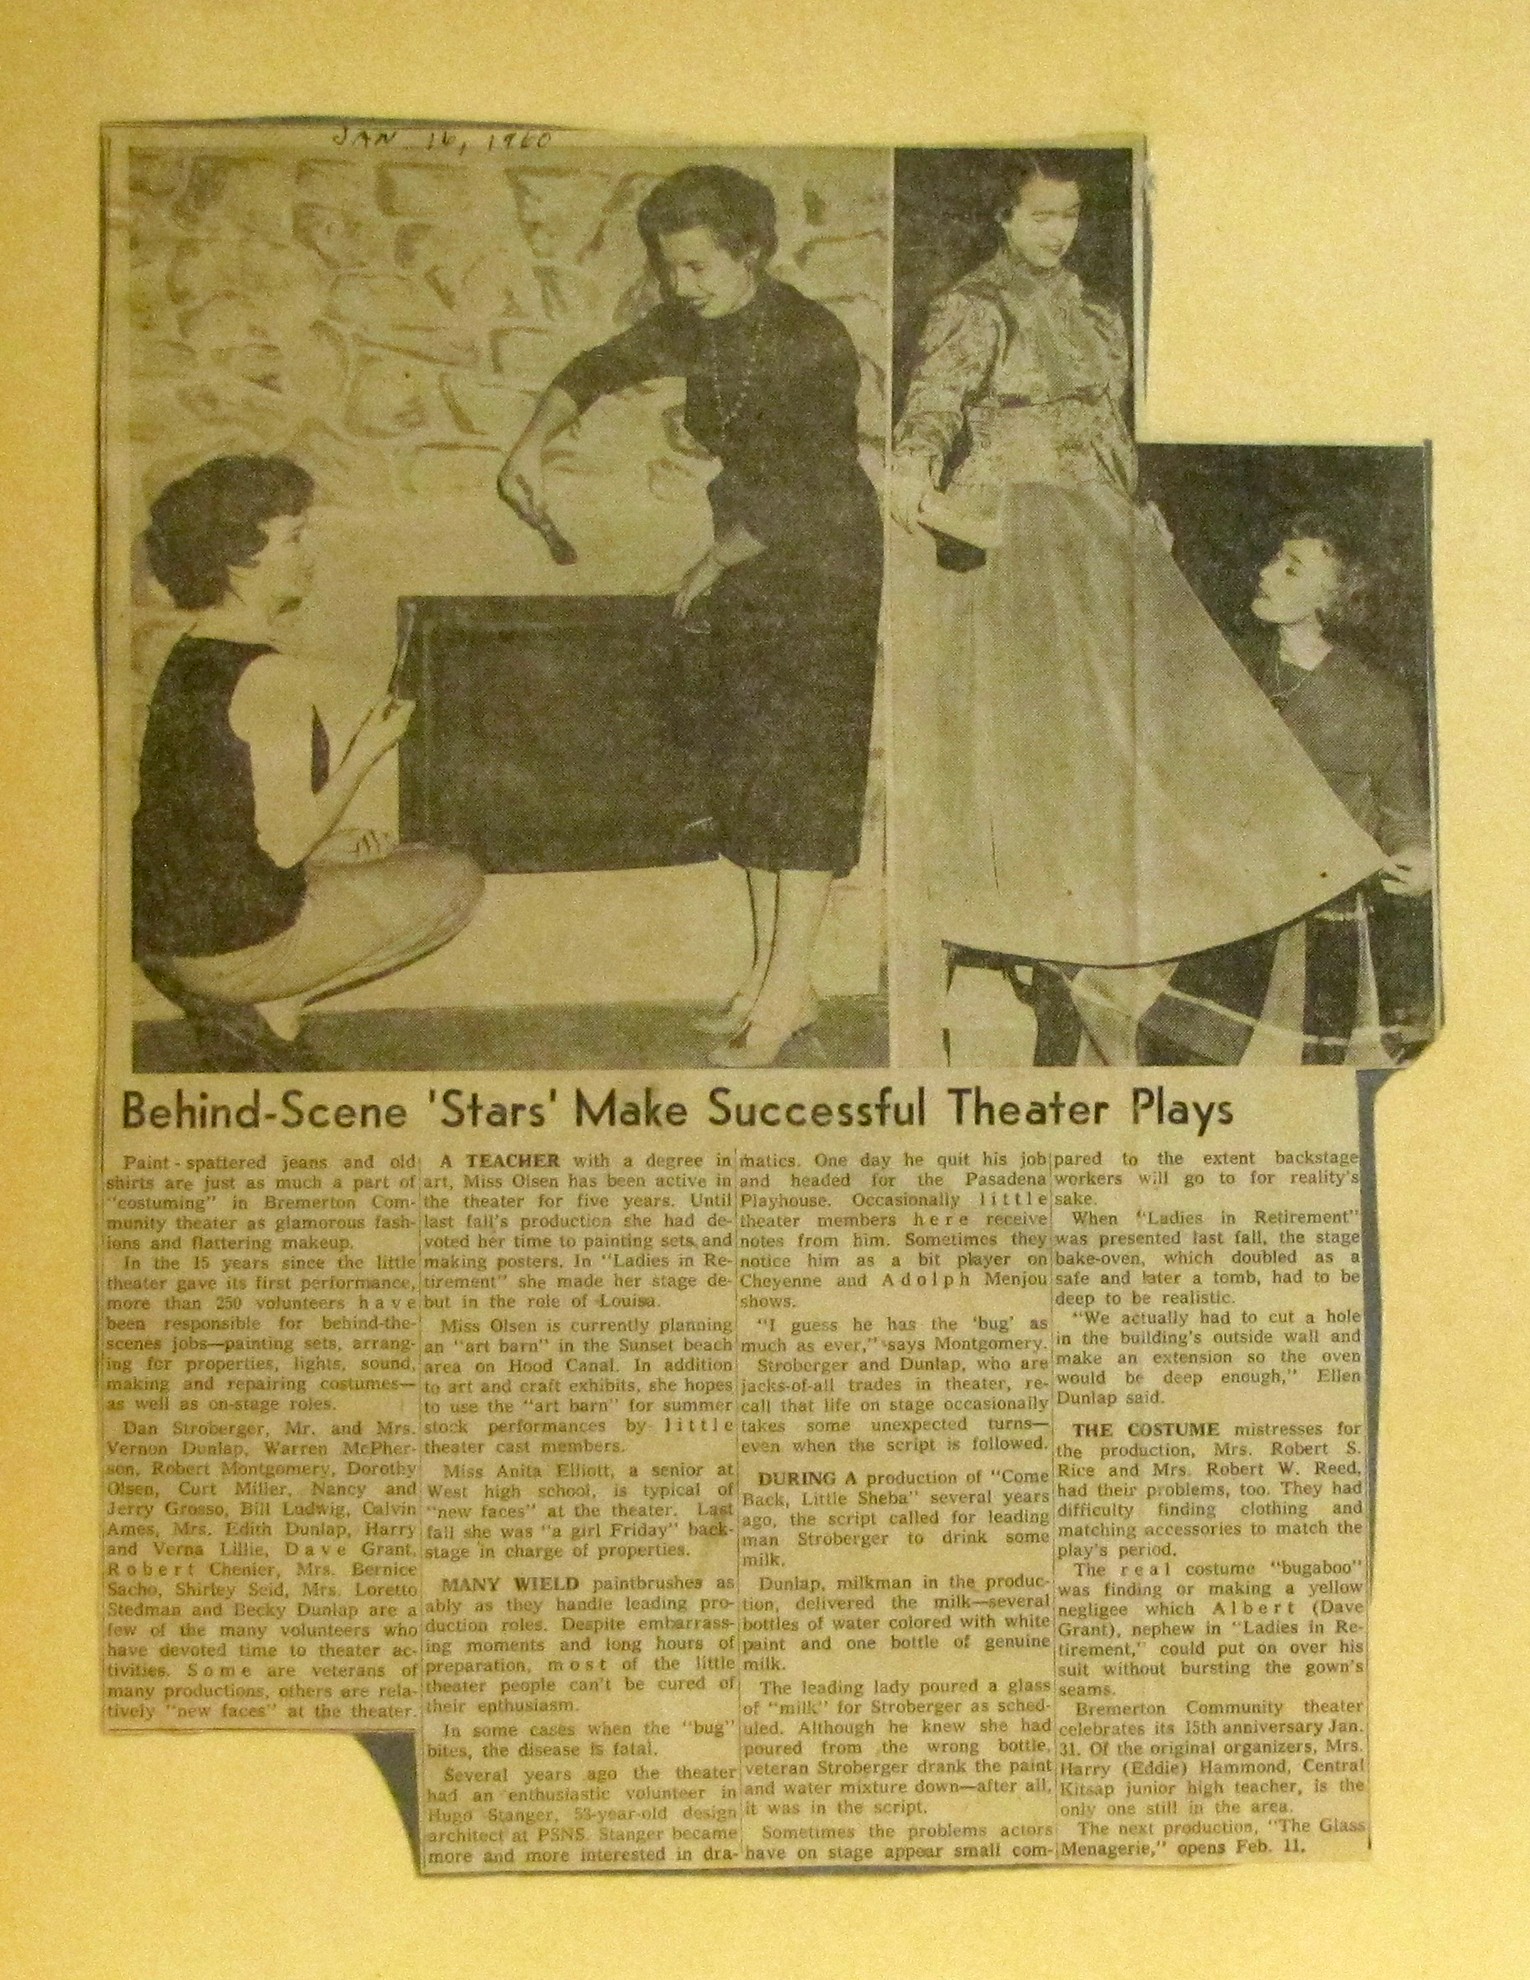 JAN. 16, 1960
Behind-Scene 'Stars' Make Successful Theater Plays
Paint-spattered jeans and old
shirts are just as much a part of
"costuming" in Bremerton Com-
munity theater as glamorous fash-
ions and flattering makeup.
In the 15 years since the little
theater gave its first performance,
more than 250 volunteers have
been responsible for behind-the-
scenes jobs—painting sets, arrang-
ing for properties, lights, sound,
making and repairing costumes—
as well as on-stage roles.
Dan Stroberger, Mr. and Mrs.
Vernon Dunlap, Warren McPher-
son, Robert Montgomery, Dorothy
Olsen, Curt Miller, Nancy and
Jerry Grosso, Bill Ludwig, Calvin
Ames, Mrs. Edith Dunlap, Harry
and Verna Lillie, Dave Grant,
Robert Chenier, Mrs. Bernice
Sacho, Shirley Seid, Mrs. Loretto
Stedman and Becky Dunlap are a
few of the many volunteers who
have devoted time to theater ac-
tivities. Some are veterans of
many productions, others are rela-
tively "new faces" at the theater.
A TEACHER with a degree in
art, Miss Olsen has been active in
the theater for five years. Until
last fall's production she had de-
voted her time to painting sets and
making posters. In "Ladies in Re-
tirement" she made her stage de-
but in the role of Louisa.
Miss Olsen is currently planning
an "art barn" in the Sunset beach
area on Hood Canal. In addition
to art and craft exhibits, she hopes
to use the "art barn" for summer
stock performances by little
theater cast members.
Miss Anita Elliott, a senior at
West high school, is typical of
"new faces" at the theater. Last
fall she was "a girl Friday" back-
stage in charge of properties.
MANY WIELD paintbrushes as
ably as they handle leading pro-
duction roles. Despite embarrass-
ing moments and long hours of
preparation, most of the little
theater people can't be cured of
their enthusiasm.
In some cases when the "bug"
bites, the disease is fatal.
Several years ago the theater
had an enthusiastic volunteer in
Hugo Stanger, 53-year-old design
architect at PSNS. Stanger became
more and more interested in dra-
matics. One day he quit his job
and headed for the Pasadena
Playhouse. Occasionally little
theater members here receive
notes from him. Sometimes they
notice him as a bit player on
Cheyenne and Adolph Menjou
shows.
"I guess he has the 'bug' as
much as ever," says Montgomery.
Stroberger and Dunlap, who are
jacks-of-all trades in theater, re-
call that life on stage occasionally
takes some unexpected turns—
even when the script is followed.
DURING A production of "Come
Back, Little Sheba" several years
ago, the script called for leading
man Stroberger to drink some
milk.
Dunlap, milkman in the produc-
tion, delivered the milk—several
bottles of water colored with white
paint and one bottle of genuine
milk.
The leading lady poured a glass
of "milk" for Stroberger as sched-
uled. Although he knew she had
poured from the wrong bottle,
veteran Stroberger drank the paint
and water mixture down—after all,
it was in the script.
Sometimes the problems actors
have on stage appear small com-
pared to the extent backstage
workers will go to for reality's
sake.
When "Ladies in Retirement"
was presented last fall, the stage
bake-oven, which doubled as a
safe and later a tomb, had to be
deep to be realistic.
"We actually had to cut a hole
in the building's outside wall and
make an extension so the oven
would be deep enough," Ellen
Dunlap said.
THE COSTUME mistresses for
the production, Mrs. Robert S.
Rice and Mrs. Robert W. Reed,
had their problems, too. They had
difficulty finding clothing and
matching accessories to match the
play's period.
The real costume "bugaboo"
was finding or making a yellow
negligee which Albert (Dave
Grant), nephew in "Ladies in Re-
tirement," could put on over his
suit without bursting the gown's
seams.
Bremerton Community theater
celebrates its 15th anniversary Jan.
31. Of the original organizers, Mrs.
Harry (Eddie) Hammond, Central
Kitsap junior high teacher, is the
only one still in the area.
The next production, "The Glass
Menagerie," opens Feb. 11.